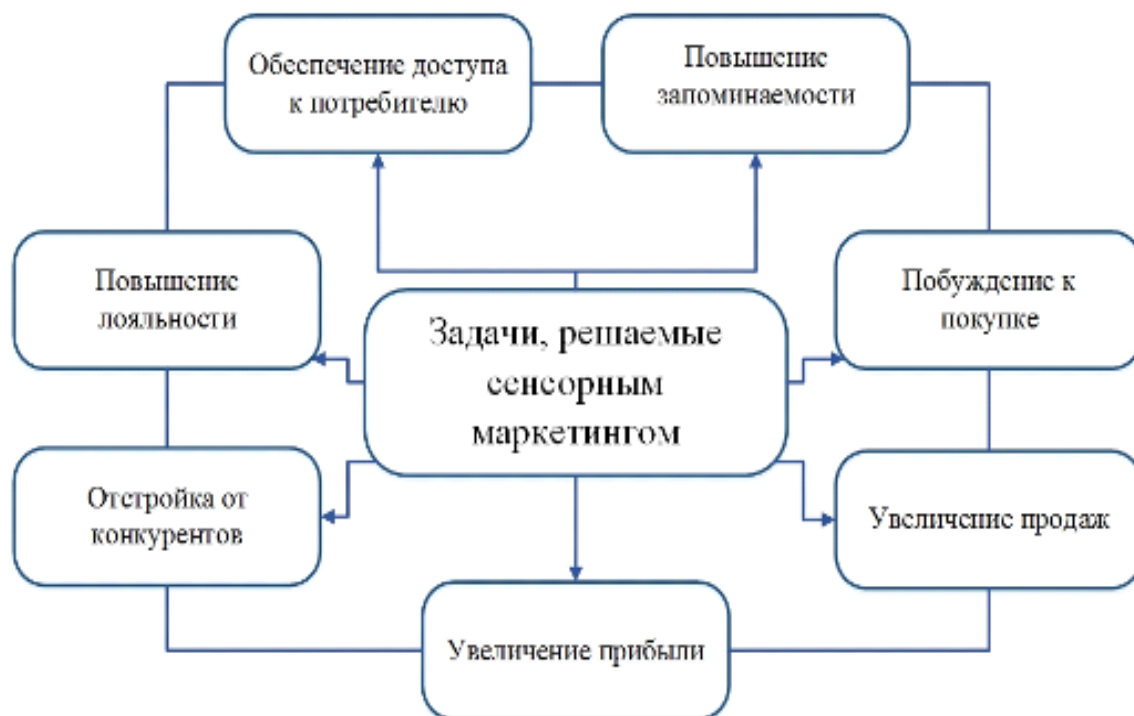 Обеспечение доступа
к потребителю
Повышение
запоминаемости
Повышение
лояльности
Задачи, решаемые
сенсорным
маркетингом
Побуждение к
покупке
Отстройка от
конкурентов
Увеличение продаж
Увеличение прибыли